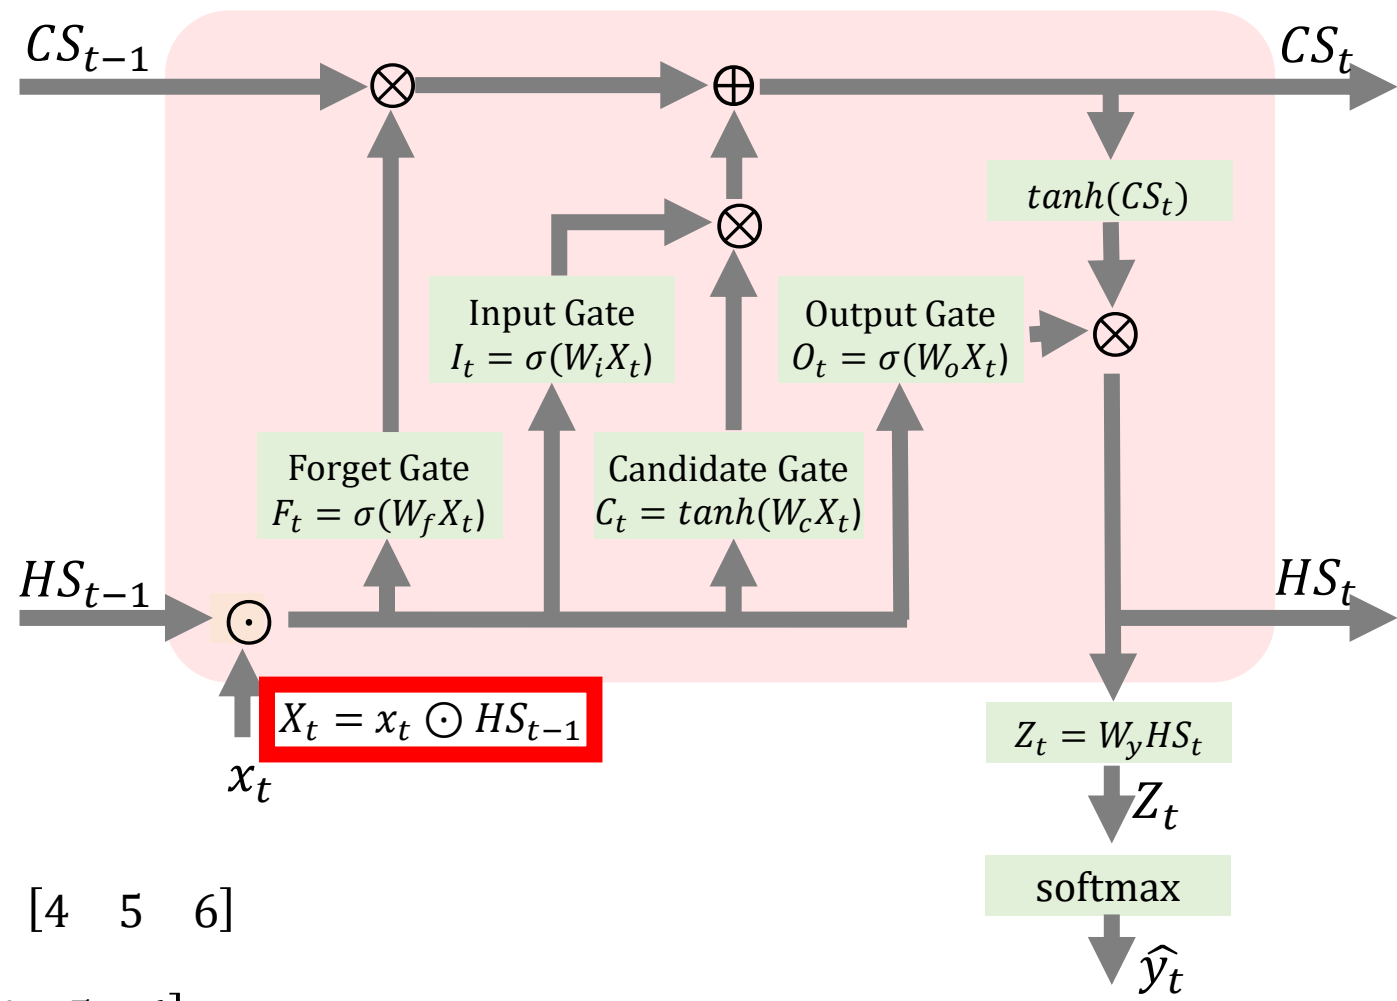 CS_{t−1}
CS_t
tanh(CS_t)
Input Gate
I_t = σ(W_i X_t)
Output Gate
O_t = σ(W_o X_t)
Forget Gate
F_t = σ(W_f X_t)
Candidate Gate
C_t = tanh(W_c X_t)
HS_{t−1}
HS_t
X_t = x_t ⊙ HS_{t−1}
x_t
Z_t = W_y HS_t
Z_t
softmax
ŷ_t
[4 5 6]